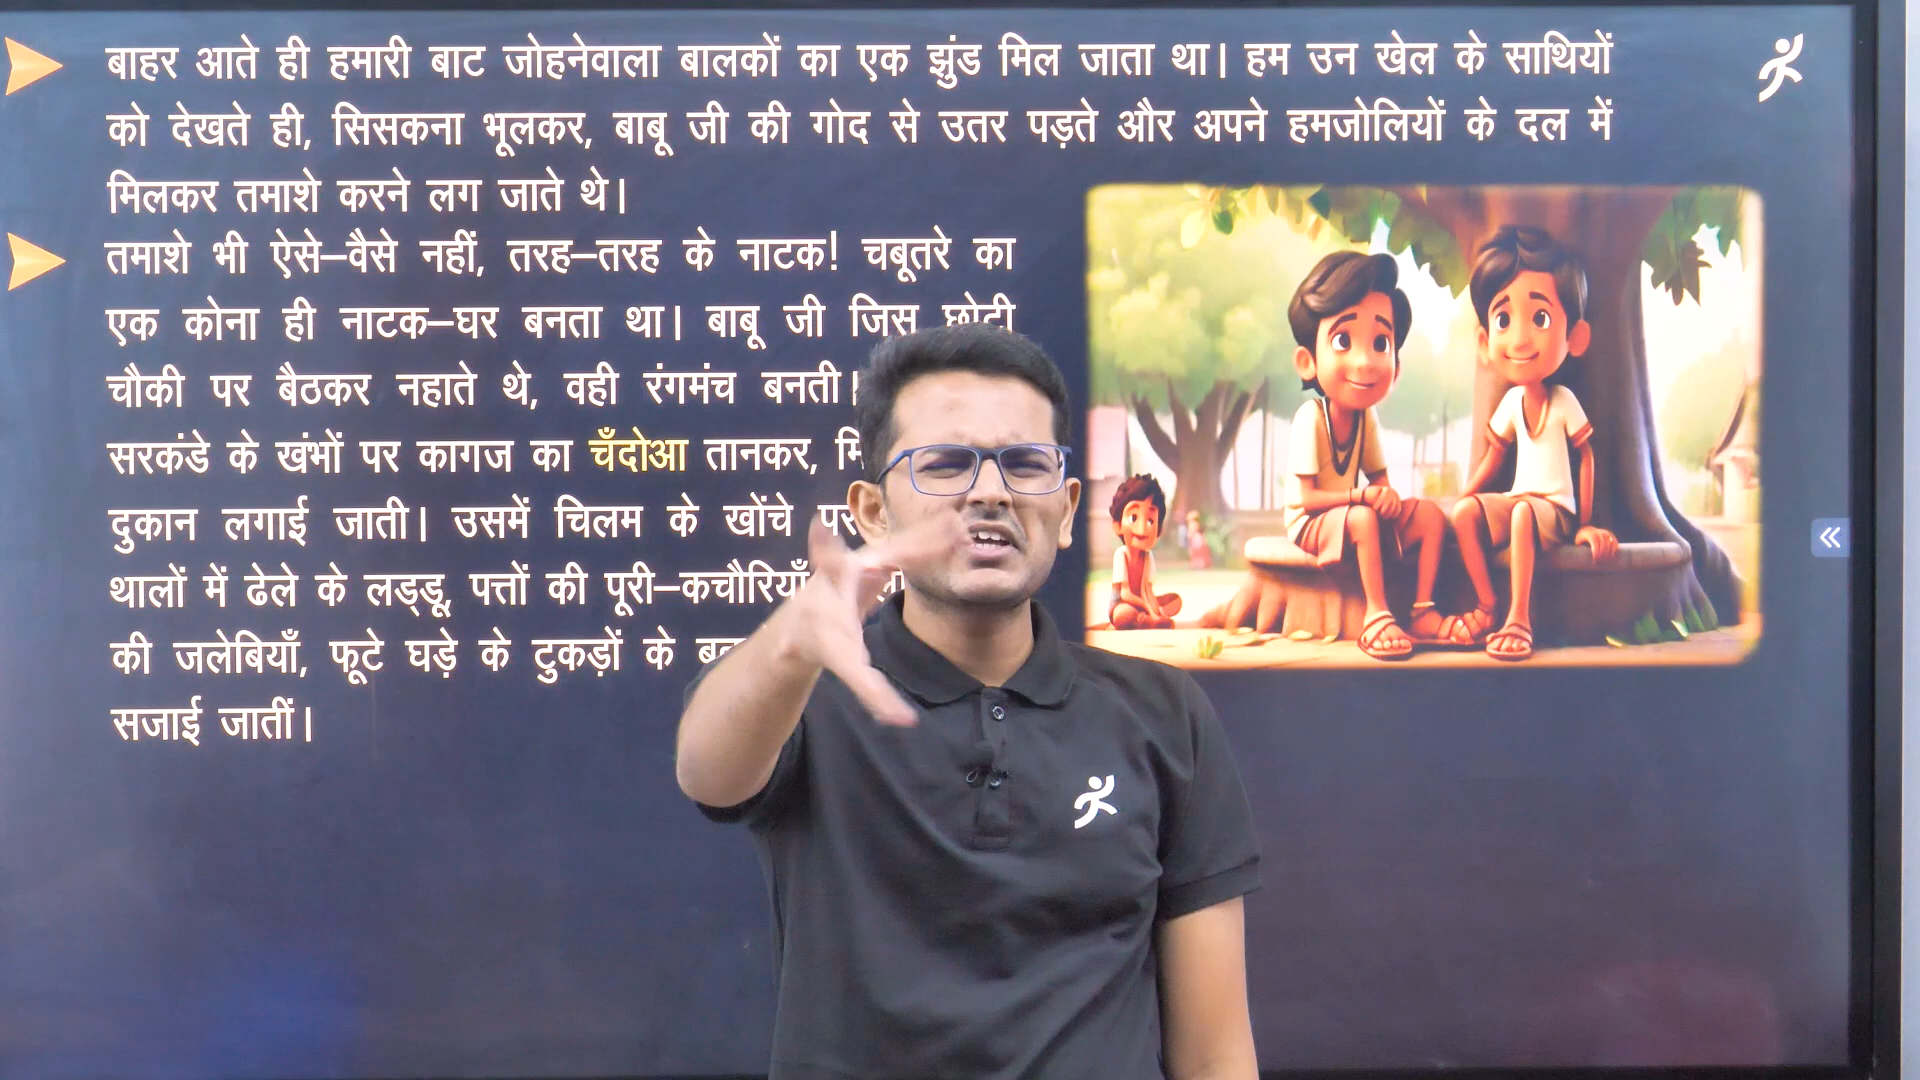 बाहर आते ही हमारी बाट जोहनेवाला बालकों का एक झुंड मिल जाता था। हम उन खेल के साथियों
को देखते ही, सिसकना भूलकर, बाबू जी की गोद से उतर पड़ते और अपने हमजोलियों के दल में
मिलकर तमाशे करने लग जाते थे।
तमाशे भी ऐसे–वैसे नहीं, तरह–तरह के नाटक! चबूतरे का
एक कोना ही नाटक–घर बनता था। बाबू जी जिस छोटी
चौकी पर बैठकर नहाते थे, वही रंगमंच बनती।
सरकंडे के खंभों पर कागज का चँदोआ तानकर,
दुकान लगाई जाती। उसमें चिलम के खोंचे पर
थालों में ढेले के लड्डू, पत्तों की पूरी–कचौरियाँ
की जलेबियाँ, फूटे घड़े के टुकड़ों के
सजाई जातीं।